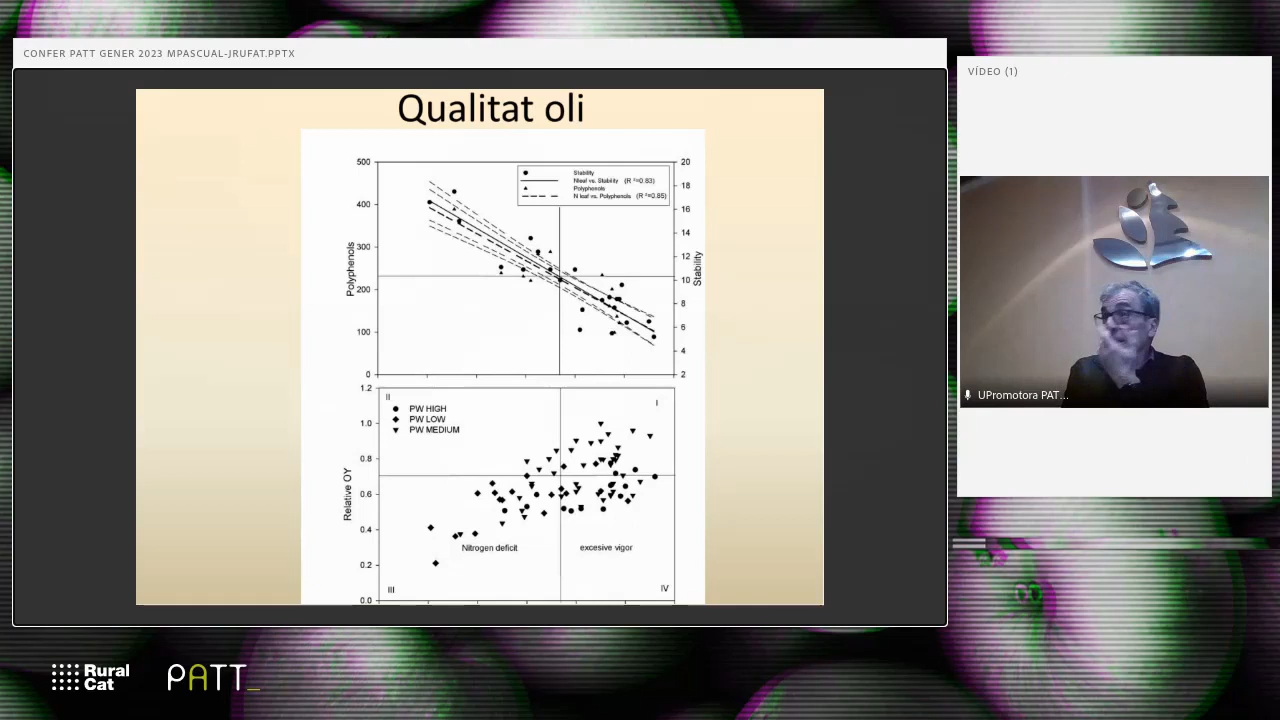 CONFER PATT GENER 2023 MPASCUAL-JRUFAT.PPTX
VÍDEO (1)
Qualitat oli
500
400
300
200
100
0
Polyphenols
20
18
16
14
12
10
8
6
4
2
Stability
Stability
Nleaf vs. Stability (R ²=0.83)
Polyphenols
N leaf vs. Polyphenols (R ²=0.85)
1.2
1.0
0.8
0.6
0.4
0.2
0.0
Relative OY
II
I
PW HIGH
PW LOW
PW MEDIUM
Nitrogen deficit
excesive vigor
III
IV
UPromotora PAT...
Rural
Cat
PATT_